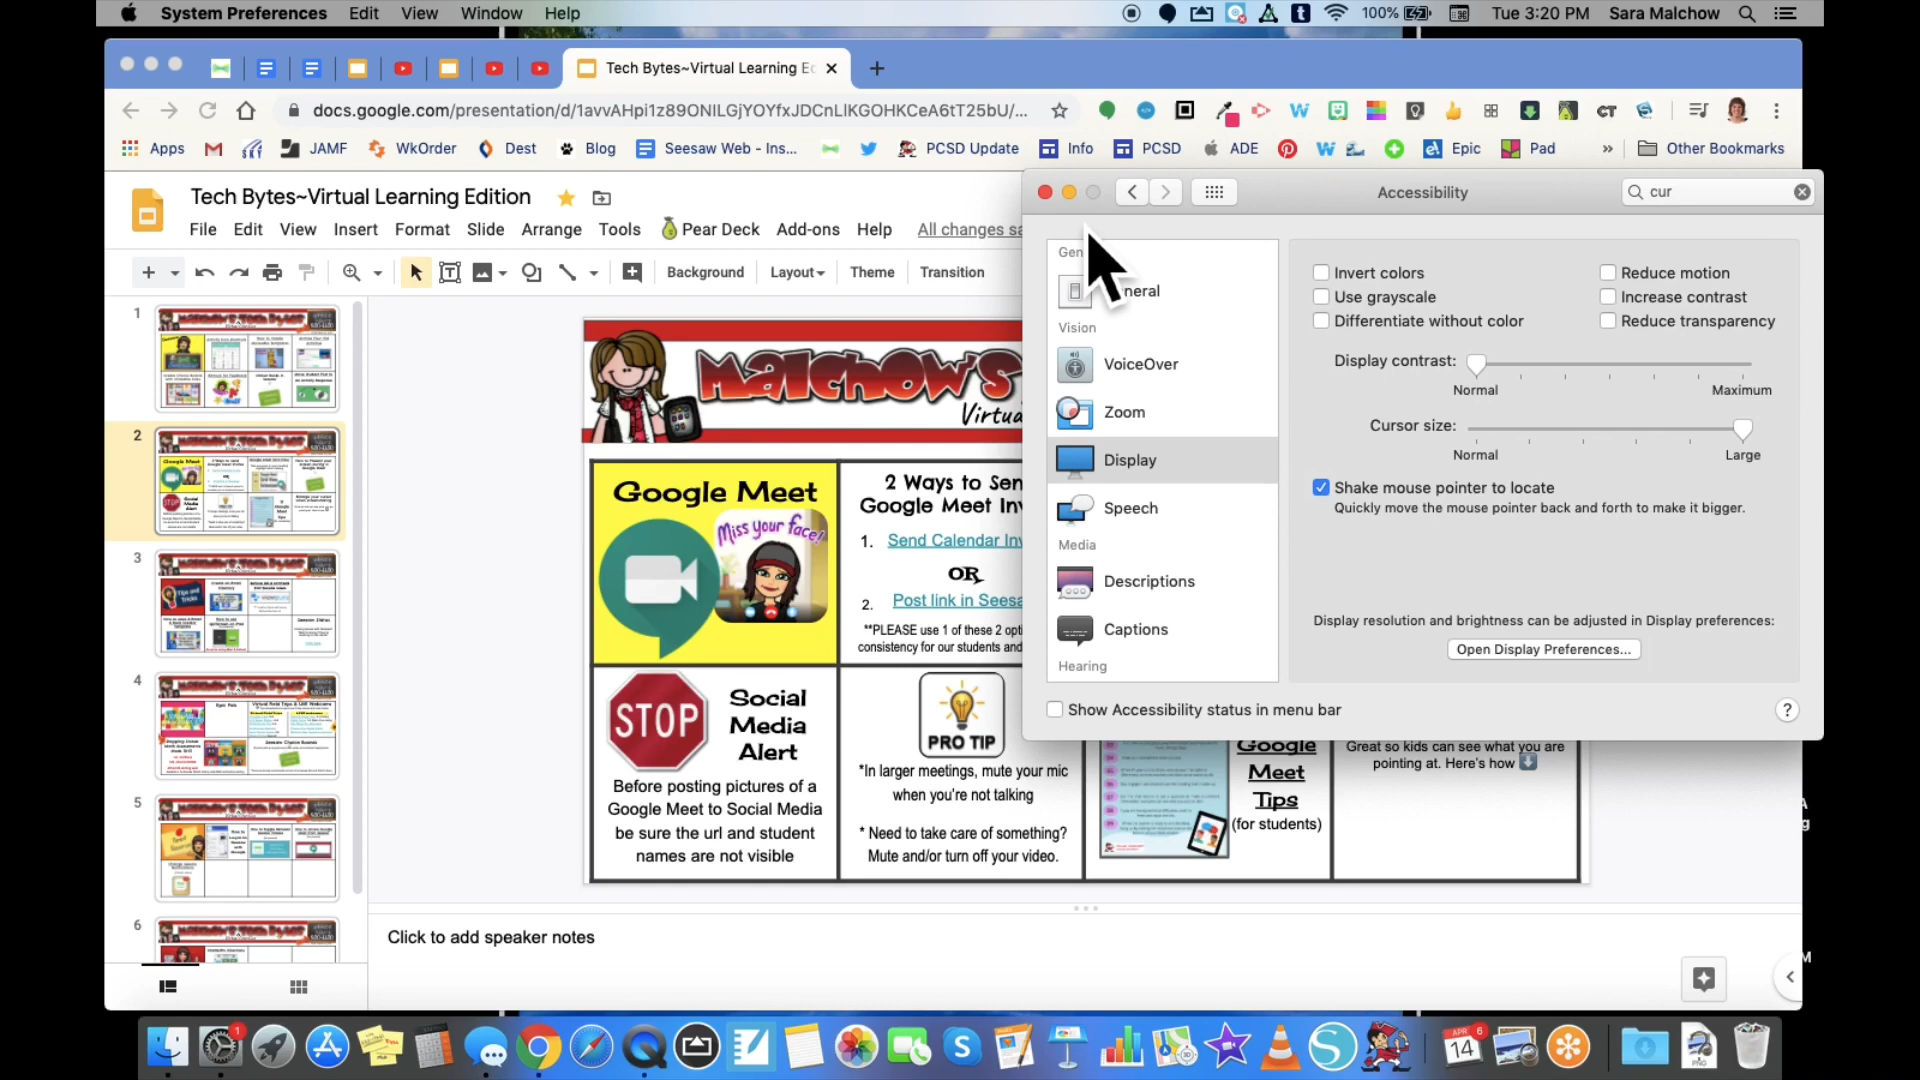 System Preferences Edit View Window Help
100% Tue 3:20 PM Sara Malchow
Tech Bytes~Virtual Learning Ec
docs.google.com/presentation/d/1avvAHpi1z89ONILGjYOYfxJDCnLlKGOHKCeA6tT25bU/...
Apps JAMF WkOrder Dest Blog Seesaw Web - Ins... PCSD Update Info PCSD ADE Epic Pad » Other Bookmarks
Tech Bytes~Virtual Learning Edition
File Edit View Insert Format Slide Arrange Tools Pear Deck Add-ons Help All changes sa
Background Layout Theme Transition
Accessibility
cur
General
Vision
VoiceOver
Zoom
Display
Speech
Media
Descriptions
Captions
Hearing
Invert colors
Use grayscale
Differentiate without color
Reduce motion
Increase contrast
Reduce transparency
Display contrast:
Normal Maximum
Cursor size:
Normal Large
Shake mouse pointer to locate
Quickly move the mouse pointer back and forth to make it bigger.
Display resolution and brightness can be adjusted in Display preferences:
Open Display Preferences...
Show Accessibility status in menu bar
?
1
2
3
4
5
6
Malchow's
Virtua
Google Meet
Miss your face!
2 Ways to Sen
Google Meet Inv
1. Send Calendar Inv
OR
2. Post link in Seesa
**PLEASE use 1 of these 2 opti
consistency for our students and
STOP
Social
Media
Alert
Before posting pictures of a
Google Meet to Social Media
be sure the url and student
names are not visible
PRO TIP
*In larger meetings, mute your mic
when you're not talking
* Need to take care of something?
Mute and/or turn off your video.
Google
Meet
Tips
(for students)
Great so kids can see what you are
pointing at. Here's how
Click to add speaker notes
1
APR 6
14